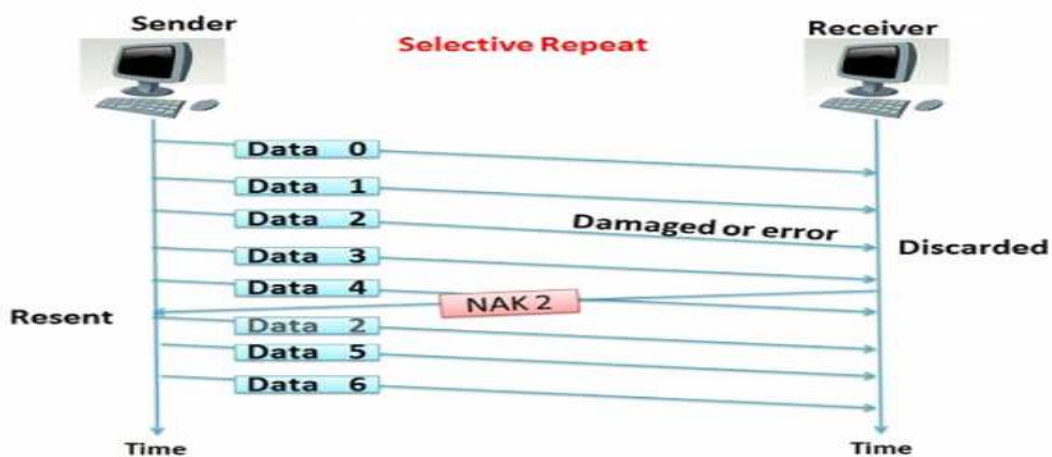 Sender
Receiver
Selective Repeat
Data 0
Data 1
Data 2
Damaged or error
Discarded
Data 3
Data 4
NAK 2
Resent
Data 2
Data 5
Data 6
Time
Time